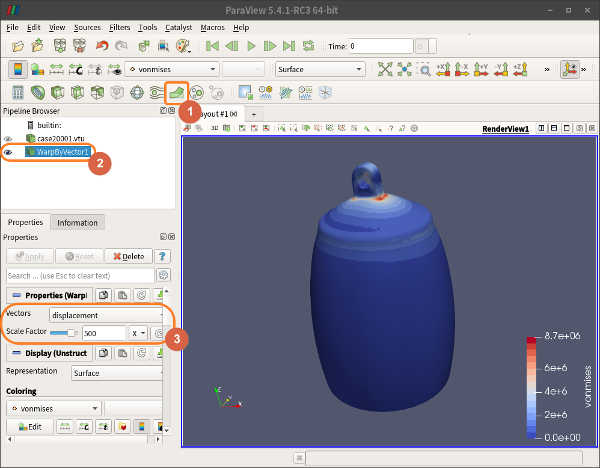 ParaView 5.4.1-RC3 64-bit
File Edit View Sources Filters Tools Catalyst Macros Help
Time: 0 0
vonmises Surface
+X -X +Y -Y +Z -Z
1
Pipeline Browser
ayout #1
+
builtin:
case20001.vtu
WarpByVector1
2
3D
RenderView1
Properties Information
Properties
Apply Reset Delete ?
Search ... (use Esc to clear text)
Properties (Warpl
Vectors displacement
Scale Factor 500 X
3
Display (Unstruct
Representation Surface
Coloring
vonmises
Edit
8.7e+06
6e+6
4e+6
2e+6
0.0e+00
vonmises
Z
Y
X